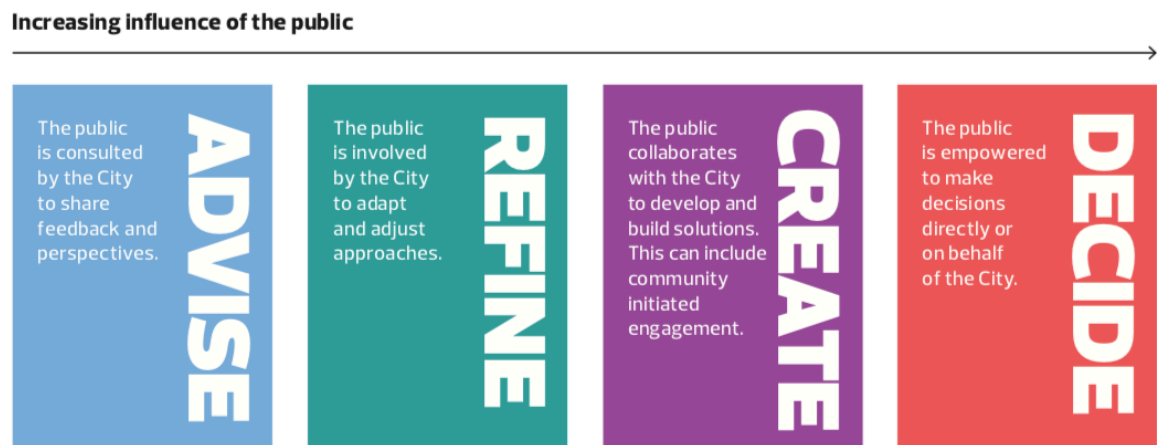 Increasing influence of the public
The public
is consulted
by the City
to share
feedback and
perspectives.
ADVISE
The public
is involved
by the City
to adapt
and adjust
approaches.
REFINE
The public
collaborates
with the City
to develop and
build solutions.
This can include
community
initiated
engagement.
CREATE
The public
is empowered
to make
decisions
directly or
on behalf
of the City.
DECIDE